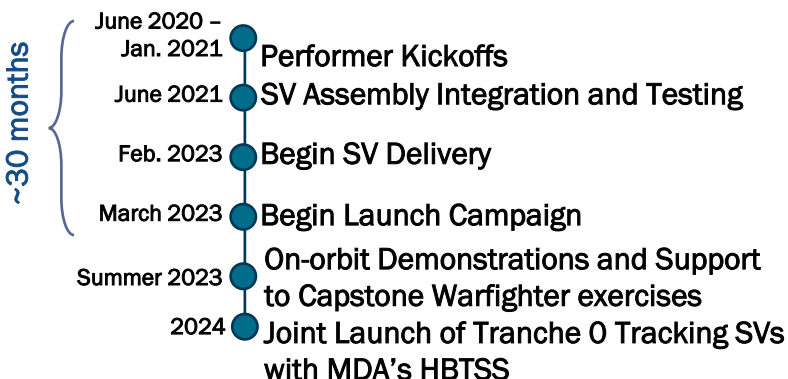 ~30 months
June 2020 –
Jan. 2021
Performer Kickoffs
June 2021
SV Assembly Integration and Testing
Feb. 2023
Begin SV Delivery
March 2023
Begin Launch Campaign
Summer 2023
On-orbit Demonstrations and Support
to Capstone Warfighter exercises
2024
Joint Launch of Tranche 0 Tracking SVs
with MDA’s HBTSS